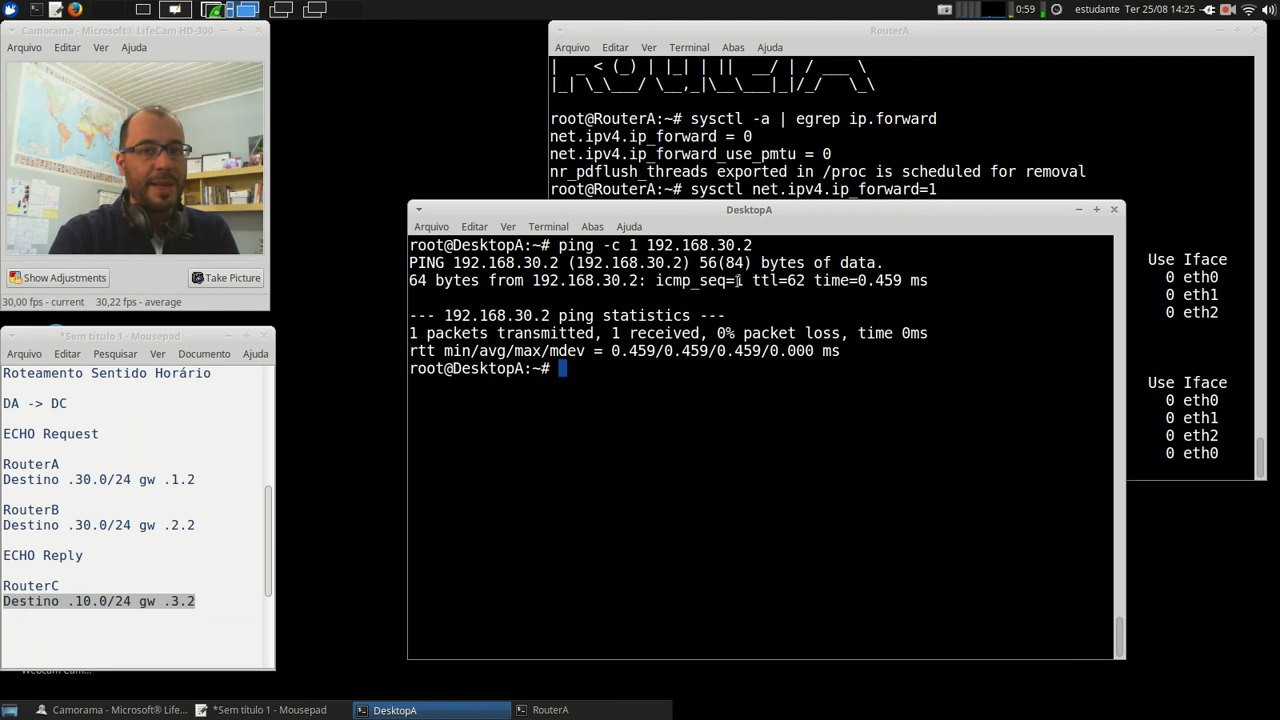 0:59 estudante Ter 25/08 14:25
Camorama - Microsoft® LifeCam HD-300
Arquivo Editar Ver Ajuda
Show Adjustments Take Picture
30,18 fps - current 30,22 fps - average
*Sem título 1 - Mousepad
Arquivo Editar Pesquisar Ver Documento Ajuda
Roteamento Sentido Horário
DA -> DC
ECHO Request
RouterA
Destino .30.0/24 gw .1.2
RouterB
Destino .30.0/24 gw .2.2
ECHO Reply
RouterC
Destino .10.0/24 gw .3.2
RouterA
Arquivo Editar Ver Terminal Abas Ajuda
root@RouterA:~# sysctl -a | egrep ip.forward
net.ipv4.ip_forward = 0
net.ipv4.ip_forward_use_pmtu = 0
nr_pdflush_threads exported in /proc is scheduled for removal
root@RouterA:~# sysctl net.ipv4.ip_forward=1
Use Iface
0 eth0
0 eth1
0 eth2
Use Iface
0 eth0
0 eth1
0 eth2
0 eth0
DesktopA
Arquivo Editar Ver Terminal Abas Ajuda
root@DesktopA:~# ping -c 1 192.168.30.2
PING 192.168.30.2 (192.168.30.2) 56(84) bytes of data.
64 bytes from 192.168.30.2: icmp_seq=1 ttl=62 time=0.459 ms
--- 192.168.30.2 ping statistics ---
1 packets transmitted, 1 received, 0% packet loss, time 0ms
rtt min/avg/max/mdev = 0.459/0.459/0.459/0.000 ms
root@DesktopA:~#
Camorama - Microsoft® Life... *Sem título 1 - Mousepad DesktopA RouterA